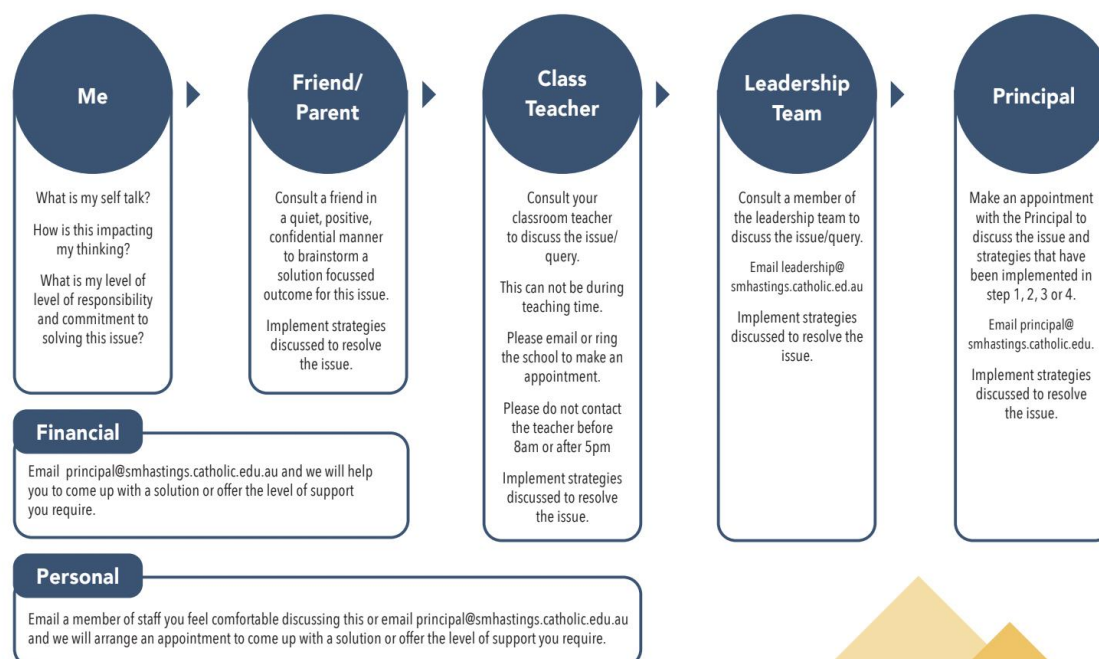 Me
What is my self talk?
How is this impacting
my thinking?
What is my level of
level of responsibility
and commitment to
solving this issue?
Friend/
Parent
Consult a friend in
a quiet, positive,
confidential manner
to brainstorm a
solution focussed
outcome for this issue.
Implement strategies
discussed to resolve
the issue.
Class
Teacher
Consult your
classroom teacher
to discuss the issue/
query.
This can not be during
teaching time.
Please email or ring
the school to make an
appointment.
Please do not contact
the teacher before
8am or after 5pm
Implement strategies
discussed to resolve
the issue.
Leadership
Team
Consult a member of
the leadership team to
discuss the issue/query.
Email leadership@
smhastings.catholic.ed.au
Implement strategies
discussed to resolve the
issue.
Principal
Make an appointment
with the Principal to
discuss the issue and
strategies that have
been implemented in
step 1, 2, 3 or 4.
Email principal@
smhastings.catholic.edu.
Implement strategies
discussed to resolve
the issue.
Financial
Email principal@smhastings.catholic.edu.au and we will help
you to come up with a solution or offer the level of support
you require.
Personal
Email a member of staff you feel comfortable discussing this or email principal@smhastings.catholic.edu.au
and we will arrange an appointment to come up with a solution or offer the level of support you require.